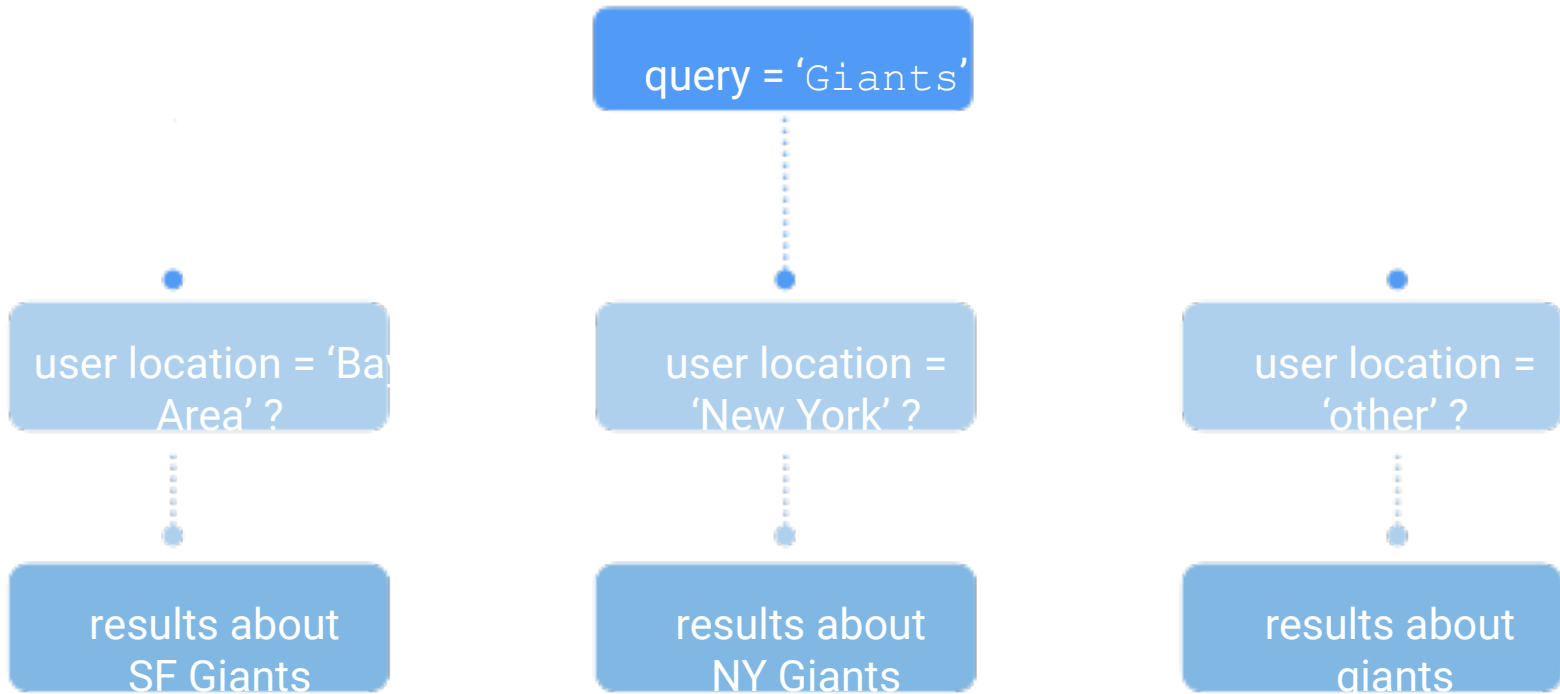 query = ‘Giants’
user location = ‘Bay
Area’ ?
user location =
‘New York’ ?
user location =
‘other’ ?
results about
SF Giants
results about
NY Giants
results about
giants